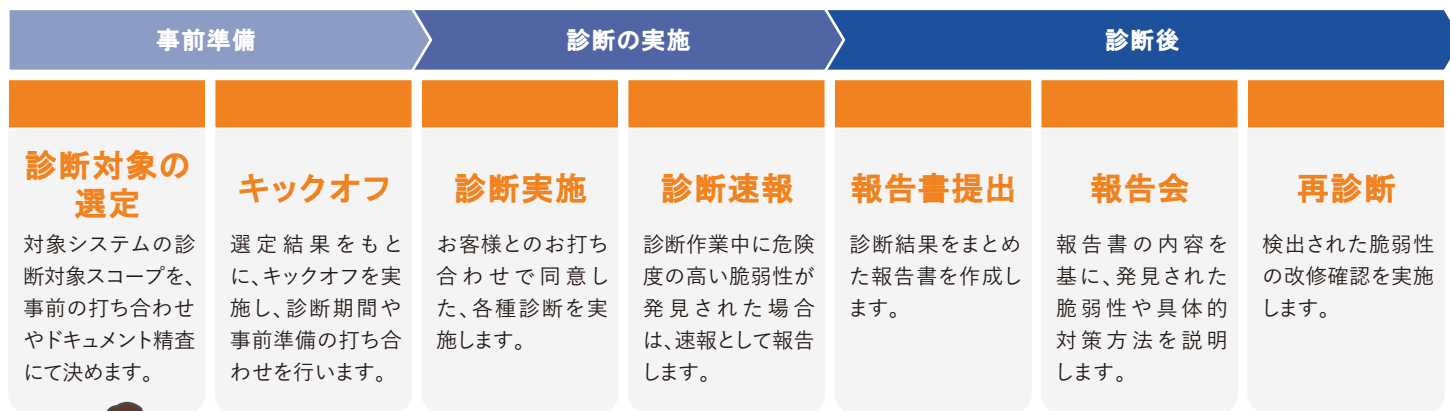 事前準備
診断の実施
診断後
診断対象の
選定
対象システムの診
断対象スコープを、
事前の打ち合わせ
やドキュメント精査
にて決めます。
キックオフ
選定結果をもと
に、キックオフを実
施し、診断期間や
事前準備の打ち合
わせを行います。
診断実施
お客様とのお打ち
合わせで同意し
た、各種診断を実
施します。
診断速報
診断作業中に危険
度の高い脆弱性が
発見された場合
は、速報として報告
します。
報告書提出
診断結果をまとめ
た報告書を作成し
ます。
報告会
報告書の内容を
基に、発見された
脆弱性や具体的
対策方法を説明
します。
再診断
検出された脆弱性
の改修確認を実施
します。